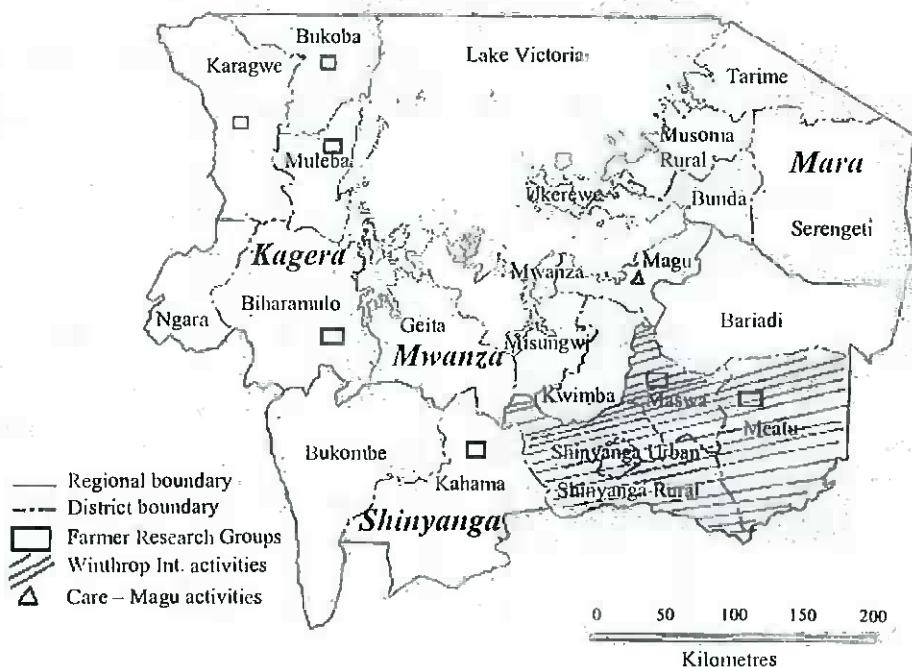 Bukoba
Karagwe
Lake Victoria
Tarime
Musoma
Rural
Mara
Muleba
Ukerewe
Bunda
Serengeti
Kagera
Mwanza
Magu
Ngara
Biharamulo
Geita
Misungwi
Bariadi
Mwanza
Kwimba
Maswa
Meatu
Bukombe
Kahama
Shinyanga Urban
Shinyanga Rural
Shinyanga
Regional boundary
District boundary
Farmer Research Groups
Winthrop Int. activities
Care – Magu activities
0 50 100 150 200
Kilometres